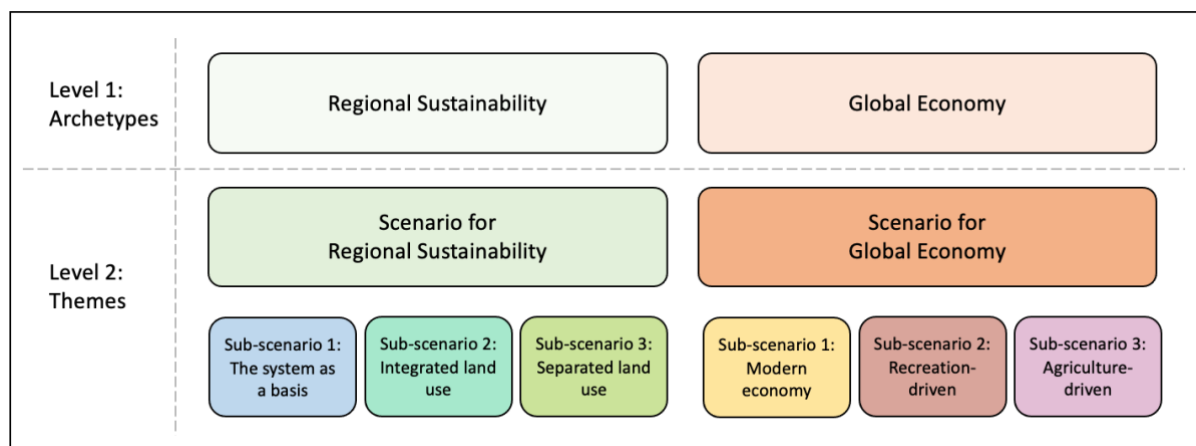 Level 1:
Archetypes
Regional Sustainability
Global Economy
Level 2:
Themes
Scenario for
Regional Sustainability
Scenario for
Global Economy
Sub-scenario 1:
The system as
a basis
Sub-scenario 2:
Integrated land
use
Sub-scenario 3:
Separated land
use
Sub-scenario 1:
Modern
economy
Sub-scenario 2:
Recreation-
driven
Sub-scenario 3:
Agriculture-
driven